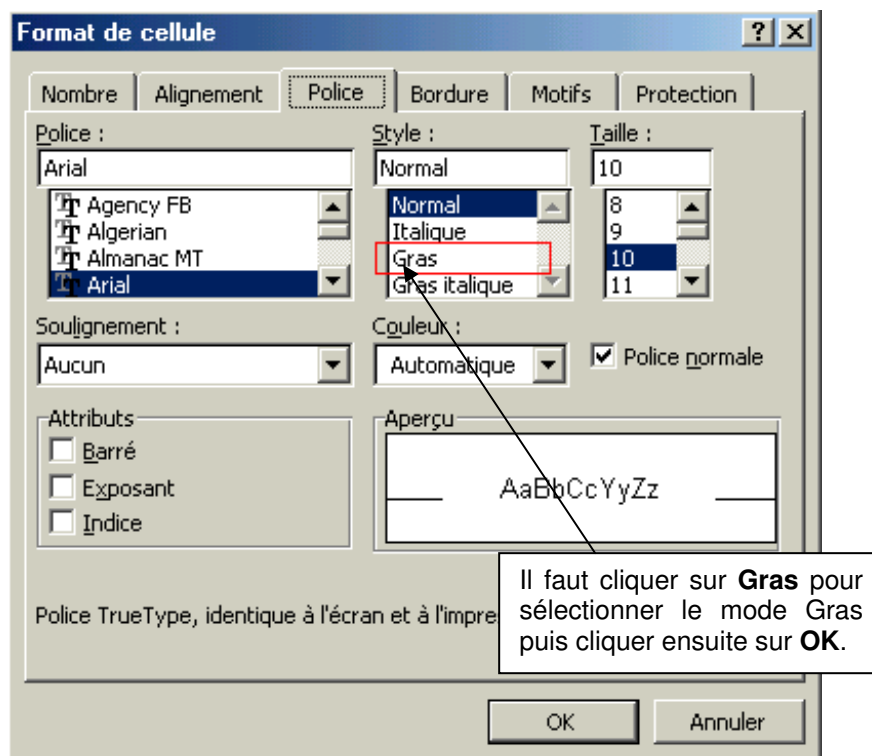 Format de cellule
Nombre Alignement Police Bordure Motifs Protection
Police : Style : Taille :
Arial Normal 10
Agency FB Normal 8
Algerian Italique 9
Almanac MT Gras 10
Arial Gras italique 11
Soulignement : Couleur :
Aucun Automatique Police normale
Attributs Aperçu
Barré
Exposant AaBbCcYyZz
Indice
Il faut cliquer sur Gras pour
sélectionner le mode Gras
puis cliquer ensuite sur OK.
Police TrueType, identique à l'écran et à l'impre
OK Annuler